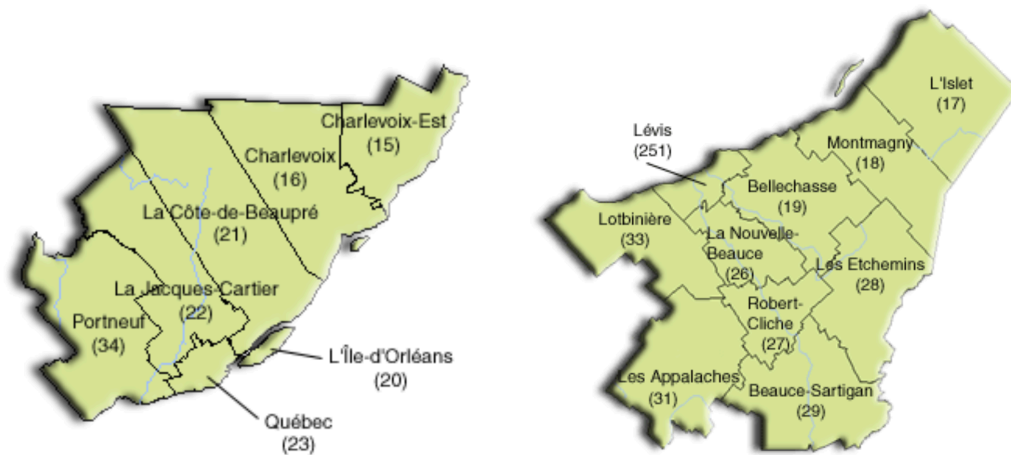 Charlevoix-Est
(15)
Charlevoix
(16)
La Côte-de-Beaupré
(21)
La Jacques-Cartier
(22)
Portneuf
(34)
L'Île-d'Orléans
(20)
Québec
(23)
L'Islet
(17)
Montmagny
(18)
Lévis
(251)
Bellechasse
(19)
Lotbinière
(33)
La Nouvelle-
Beauce
(26)
Les Etchemins
(28)
Robert-
Cliche
(27)
Les Appalaches
(31)
Beauce-Sartigan
(29)